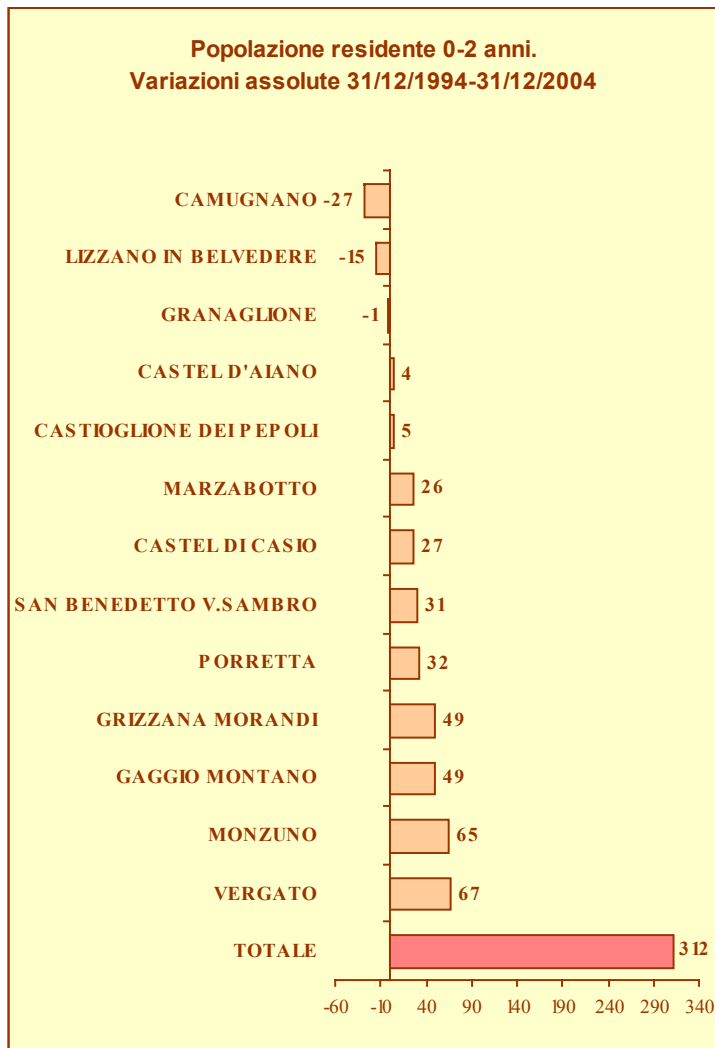 Popolazione residente 0-2 anni.
Variazioni assolute 31/12/1994-31/12/2004
CAMUGNANO -27
LIZZANO IN BELVEDERE -15
GRANAGLIONE -1
CASTEL D'AIANO 4
CASTIOGLIONE DEI PEPOLI 5
MARZABOTTO 26
CASTEL DI CASIO 27
SAN BENEDETTO V.SAMBRO 31
PORRETTA 32
GRIZZANA MORANDI 49
GAGGIO MONTANO 49
MONZUNO 65
VERGATO 67
TOTALE 312
-60 -10 40 90 140 190 240 290 340